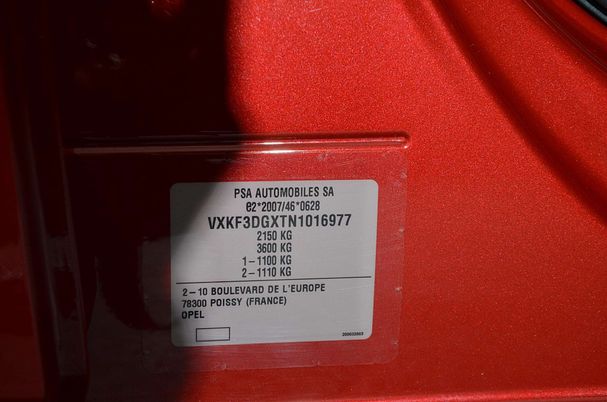 PSA AUTOMOBILES SA
e2*2007/46*0628
VXKF3DGXTN1016977
2150 KG
3600 KG
1-1100 KG
2-1110 KG
2-10 BOULEVARD DE L'EUROPE
78300 POISSY (FRANCE)
OPEL